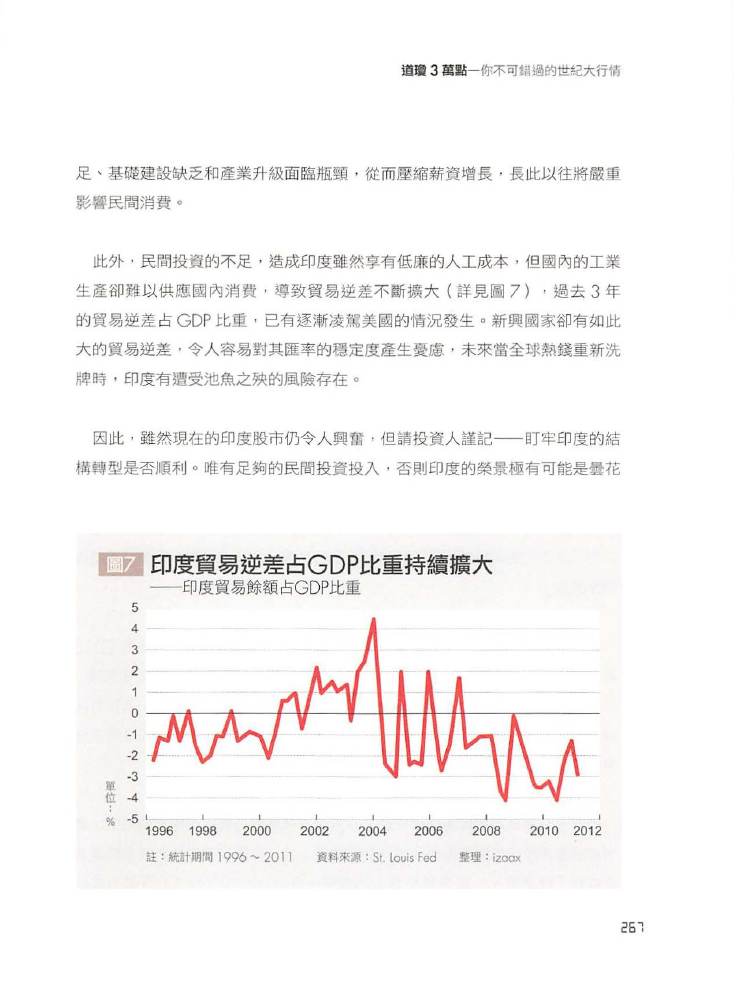 道瓊3萬點—你不可錯過的世紀大行情
足、基礎建設缺乏和產業升級面臨瓶頸，從而壓縮薪資增長，長此以往將嚴重
影響民間消費。
此外，民間投資的不足，造成印度雖然享有低廉的人工成本，但國內的工業
生產卻難以供應國內消費，導致貿易逆差不斷擴大（詳見圖7），過去3年
的貿易逆差占GDP比重，已有逐漸凌駕美國的情況發生。新興國家卻有如此
大的貿易逆差，令人容易對其匯率的穩定度產生憂慮，未來當全球熱錢重新洗
牌時，印度有遭受池魚之殃的風險存在。
因此，雖然現在的印度股市仍令人興奮，但請投資人謹記——盯牢印度的結
構轉型是否順利。唯有足夠的民間投資投入，否則印度的榮景極有可能是曇花
圖7 印度貿易逆差占GDP比重持續擴大
——印度貿易餘額占GDP比重
5
4
3
2
1
0
-1
-2
-3
-4
-5
單位：%
1996 1998 2000 2002 2004 2006 2008 2010 2012
註：統計期間1996～2011 資料來源：St. Louis Fed 整理：izaax
267